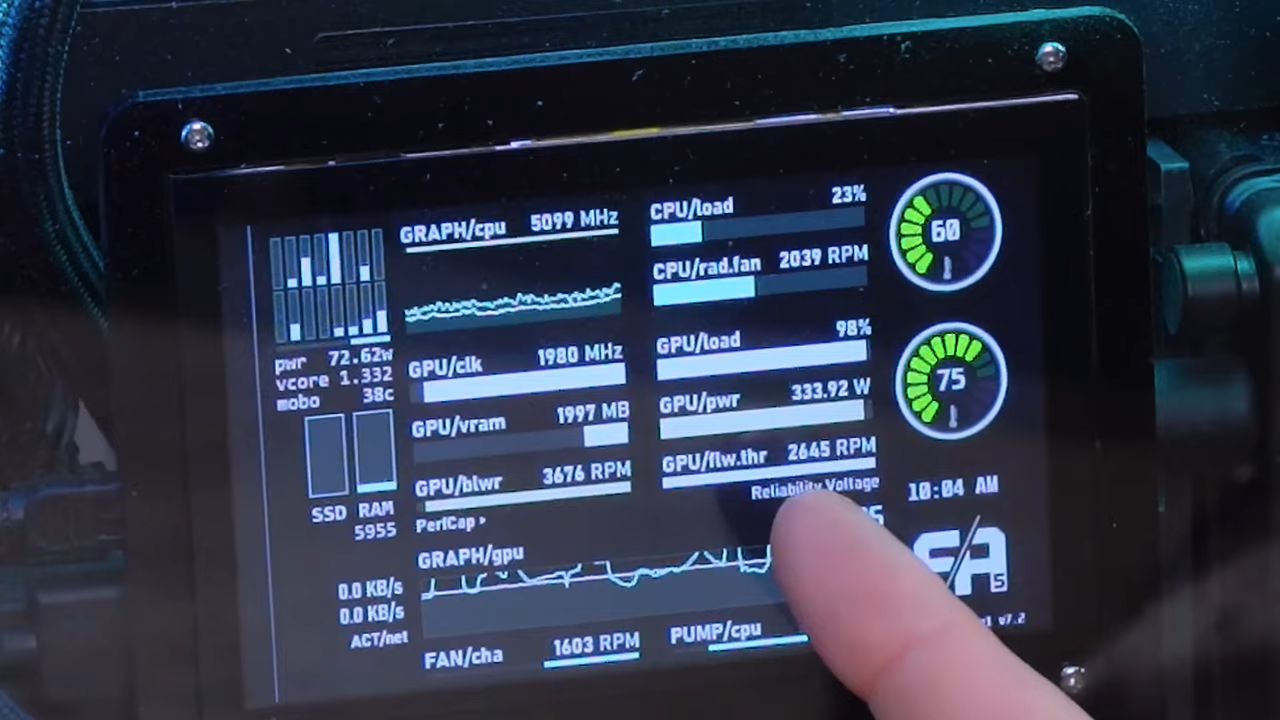 GRAPH/cpu 5099 MHz
CPU/load 23%
60
CPU/rad.fan 2039 RPM
pwr 72.62w
vcore 1.332
mobo 38c
GPU/clk 1980 MHz
GPU/load 98%
75
GPU/vram 1997 MB
GPU/pwr 333.92 W
GPU/blwr 3676 RPM
GPU/flw.thr 2645 RPM
SSD RAM
5955
PerfCap
Reliability Voltage
10:04 AM
GRAPH/gpu
0.0 KB/s
0.0 KB/s
ACT/net
v7.2
FAN/cha 1603 RPM
PUMP/cpu